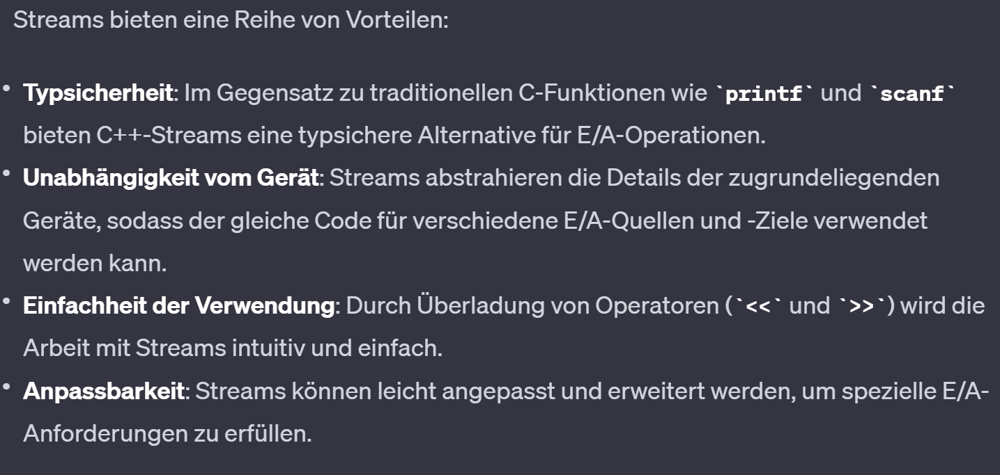 Streams bieten eine Reihe von Vorteilen:
• Typsicherheit: Im Gegensatz zu traditionellen C-Funktionen wie `printf` und `scanf`
bieten C++-Streams eine typsichere Alternative für E/A-Operationen.
• Unabhängigkeit vom Gerät: Streams abstrahieren die Details der zugrundeliegenden
Geräte, sodass der gleiche Code für verschiedene E/A-Quellen und -Ziele verwendet
werden kann.
• Einfachheit der Verwendung: Durch Überladung von Operatoren (`<<` und `>>`) wird die
Arbeit mit Streams intuitiv und einfach.
• Anpassbarkeit: Streams können leicht angepasst und erweitert werden, um spezielle E/A-
Anforderungen zu erfüllen.